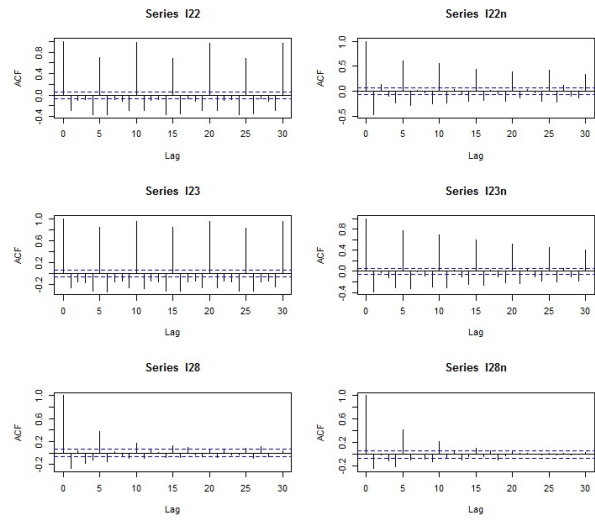 Series I22
ACF
-0.4 0.0 0.4 0.8
0 5 10 15 20 25 30
Lag
Series I22n
ACF
-0.5 0.0 0.5 1.0
0 5 10 15 20 25 30
Lag
Series I23
ACF
-0.2 0.2 0.6 1.0
0 5 10 15 20 25 30
Lag
Series I23n
ACF
-0.4 0.0 0.4 0.8
0 5 10 15 20 25 30
Lag
Series I28
ACF
-0.2 0.2 0.6 1.0
0 5 10 15 20 25 30
Lag
Series I28n
ACF
-0.2 0.2 0.6 1.0
0 5 10 15 20 25 30
Lag